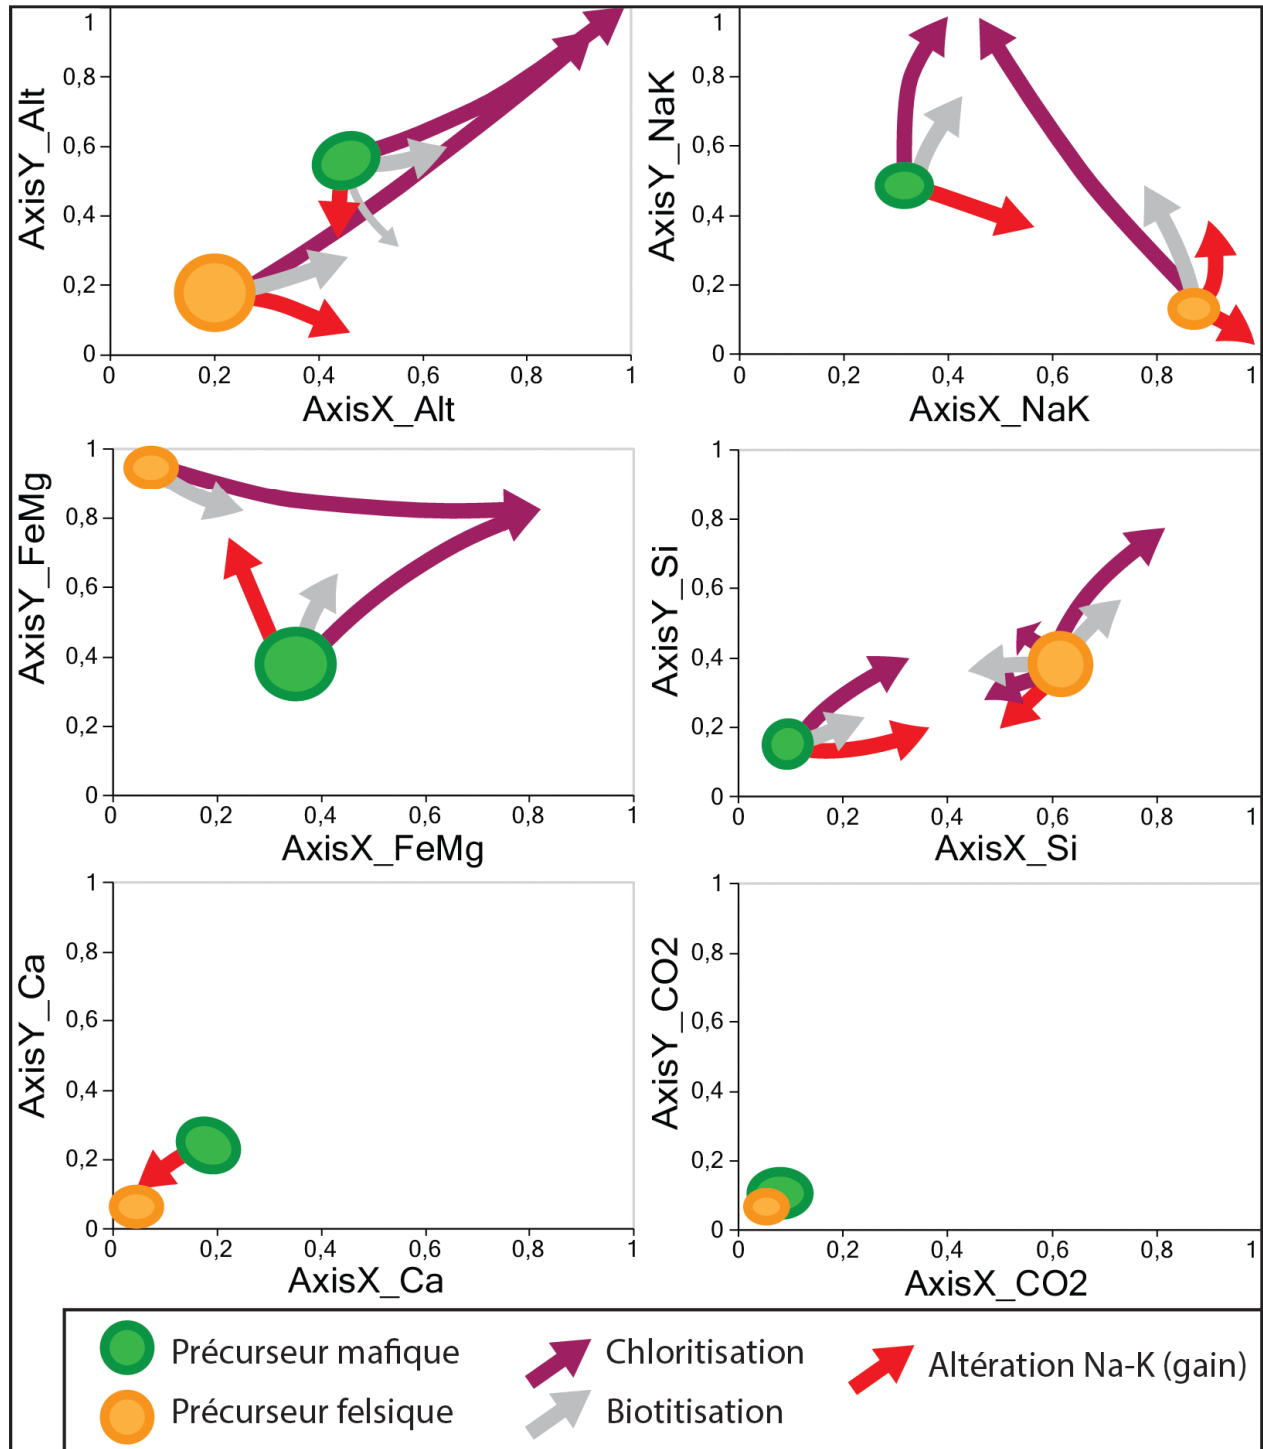 1
0,8
0,6
0,4
0,2
0
AxisY_Alt
0 0,2 0,4 0,6 0,8 1
AxisX_Alt
1
0,8
0,6
0,4
0,2
0
AxisY_NaK
0 0,2 0,4 0,6 0,8 1
AxisX_NaK
1
0,8
0,6
0,4
0,2
0
AxisY_FeMg
0 0,2 0,4 0,6 0,8 1
AxisX_FeMg
1
0,8
0,6
0,4
0,2
0
AxisY_Si
0 0,2 0,4 0,6 0,8 1
AxisX_Si
1
0,8
0,6
0,4
0,2
0
AxisY_Ca
0 0,2 0,4 0,6 0,8 1
AxisX_Ca
1
0,8
0,6
0,4
0,2
0
AxisY_CO2
0 0,2 0,4 0,6 0,8 1
AxisX_CO2
Précurseur mafique
Précurseur felsique
Chloritisation
Biotitisation
Altération Na-K (gain)